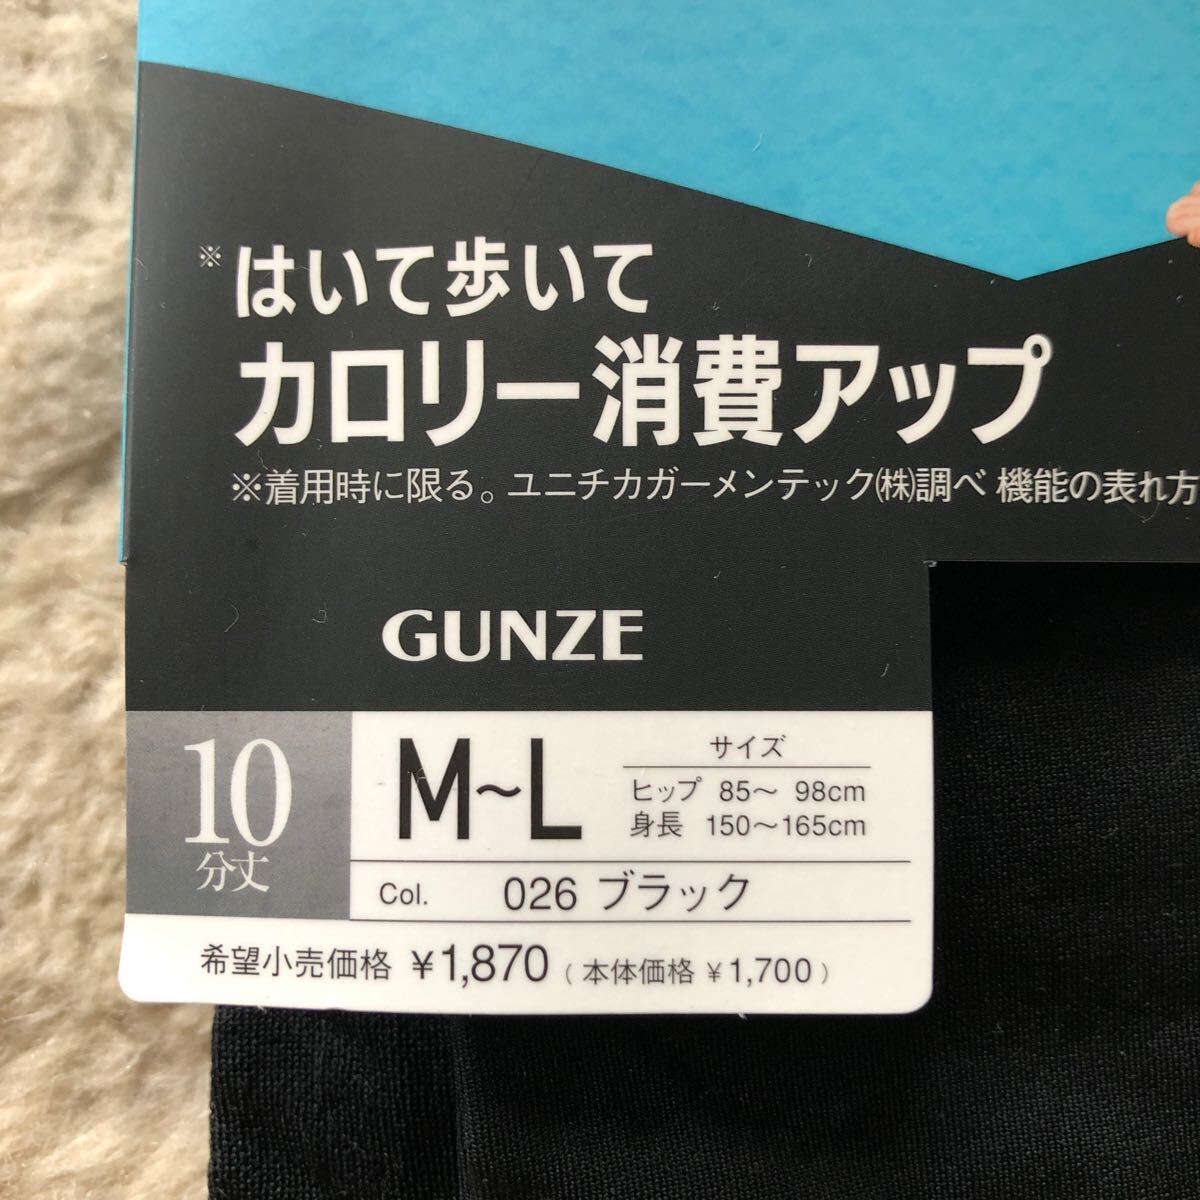 ※はいて歩いて
カロリー消費アップ
※着用時に限る。ユニチカガーメンテック㈱調べ 機能の表れ方
GUNZE
10
分丈
M〜L
サイズ
ヒップ 85〜 98cm
身長 150〜165cm
Col. 026 ブラック
希望小売価格 ¥1,870 (本体価格 ¥1,700)